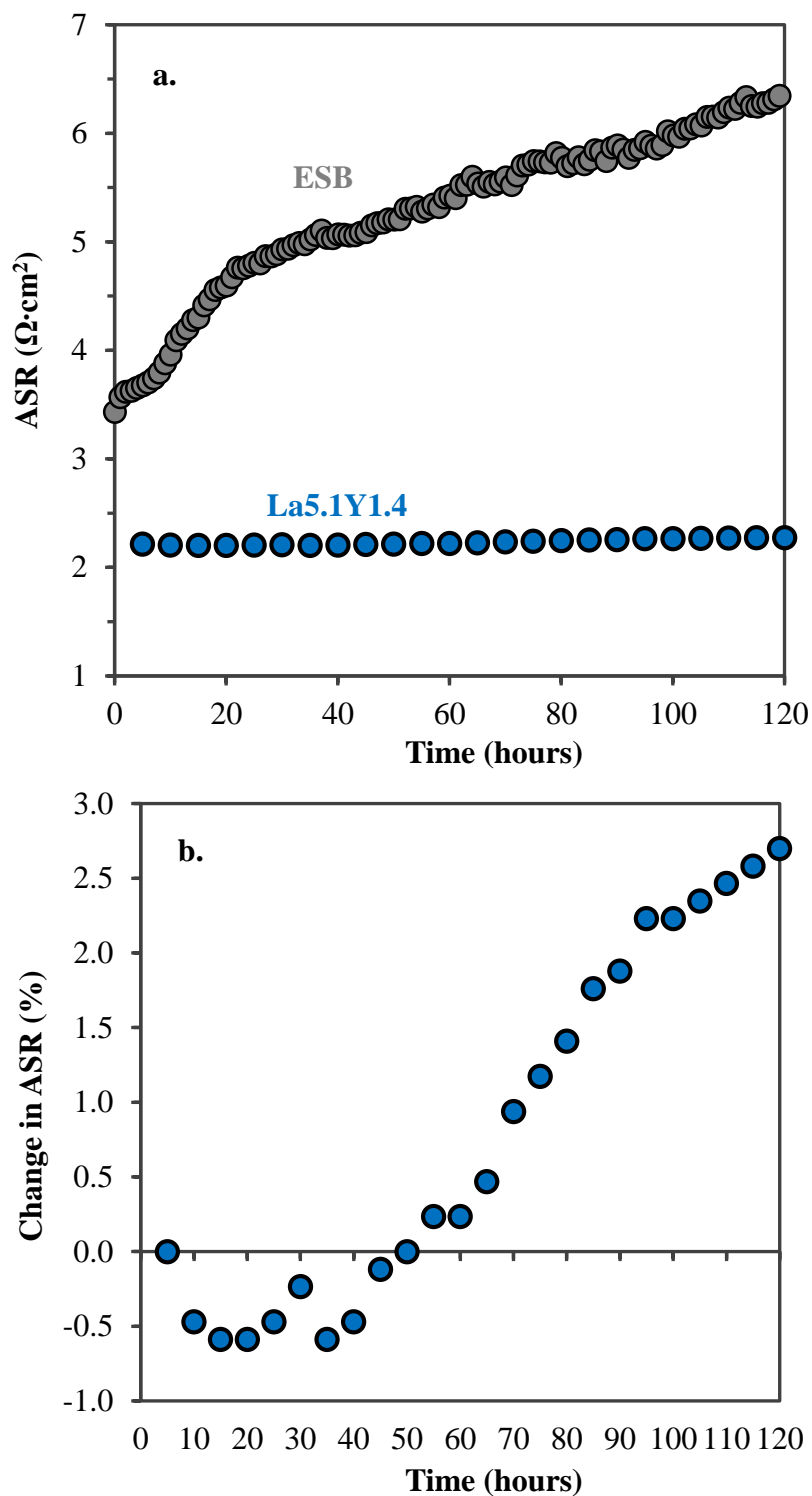 7
a.
6
ESB
5
4
ASR (Ω·cm²)
3
La5.1Y1.4
2
1
0 20 40 60 80 100 120
Time (hours)
3.0
b.
2.5
2.0
1.5
1.0
Change in ASR (%)
0.5
0.0
-0.5
-1.0
0 10 20 30 40 50 60 70 80 90 100 110 120
Time (hours)